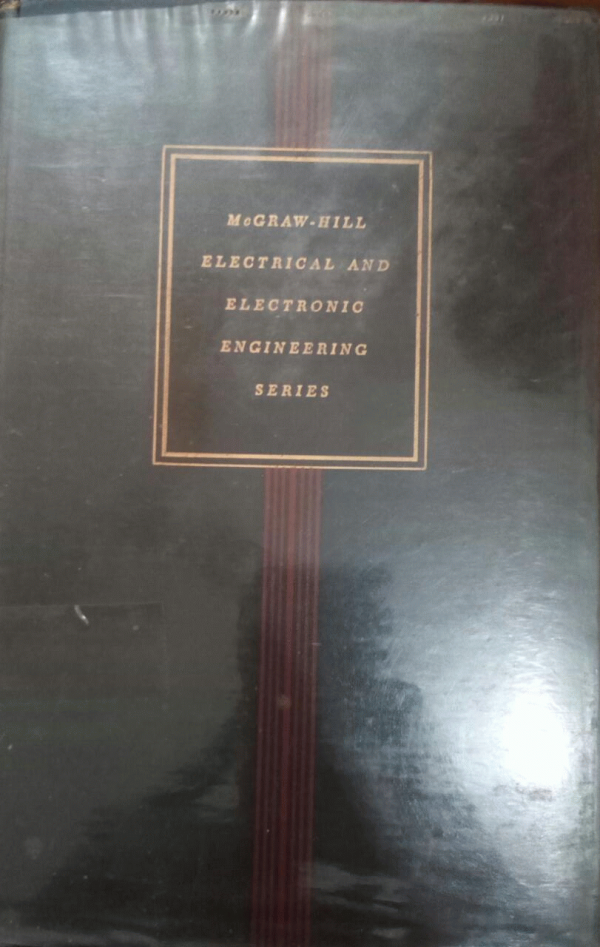 McGRAW-HILL
ELECTRICAL AND
ELECTRONIC
ENGINEERING
SERIES